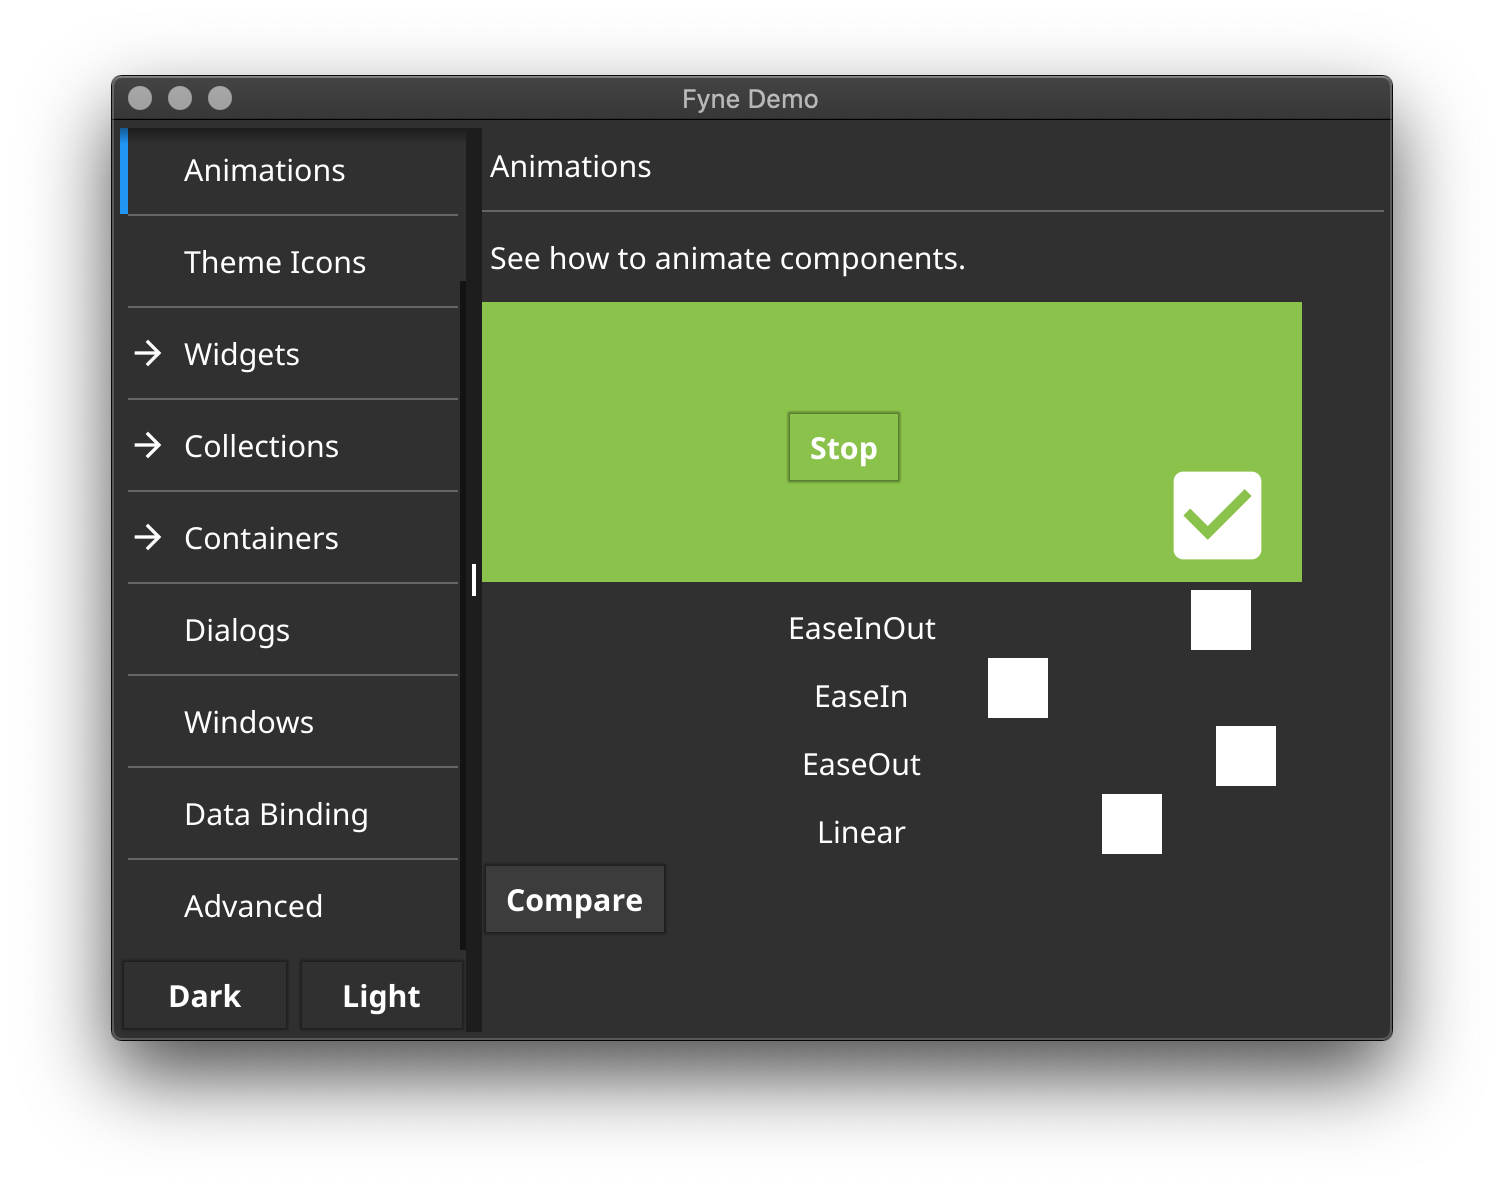 Fyne Demo
Animations
Theme Icons
Widgets
Collections
Containers
Dialogs
Windows
Data Binding
Advanced
Dark
Light
Animations
See how to animate components.
Stop
EaseInOut
EaseIn
EaseOut
Linear
Compare